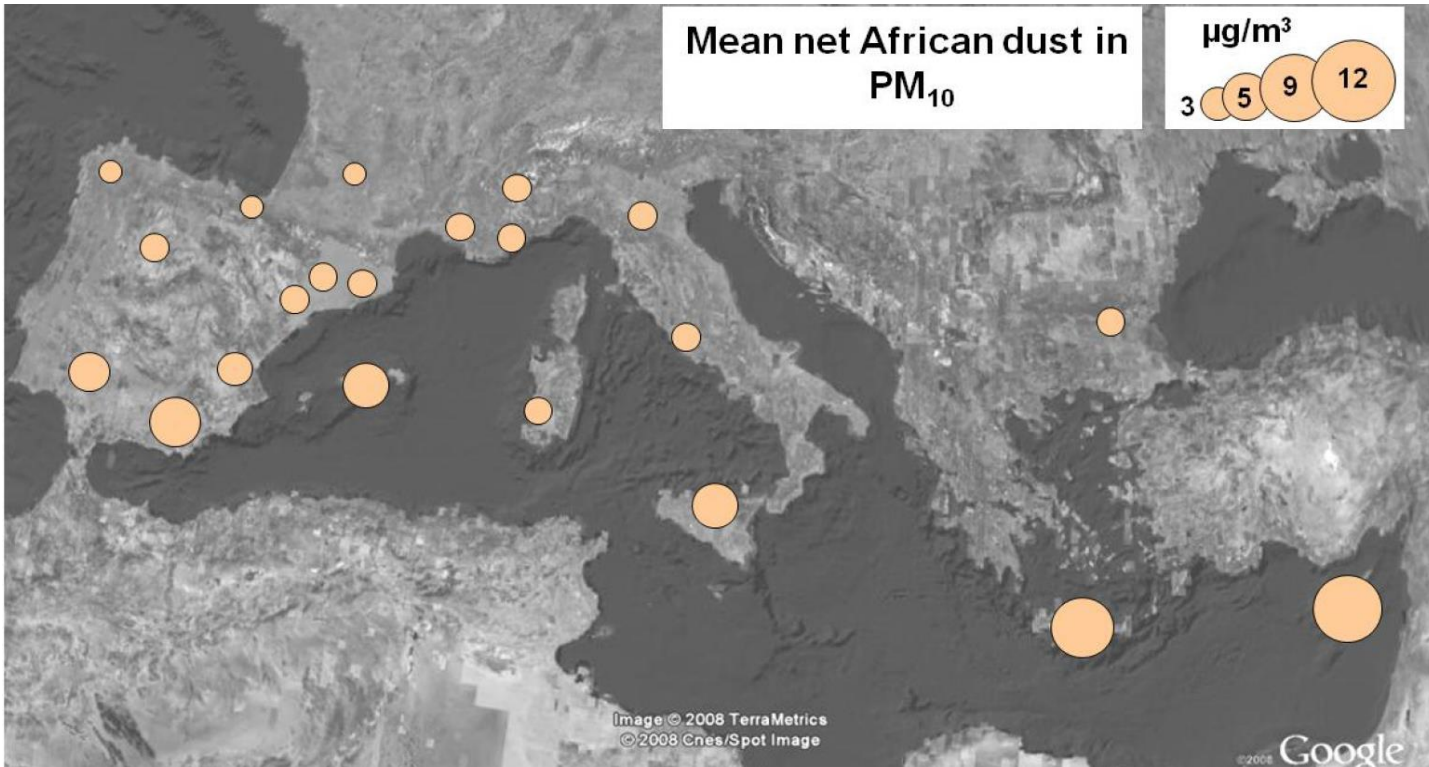 Mean net African dust in
PM₁₀
µg/m³
3 5 9 12
Image © 2008 TerraMetrics
© 2008 Cnes/Spot Image
©2008 Google